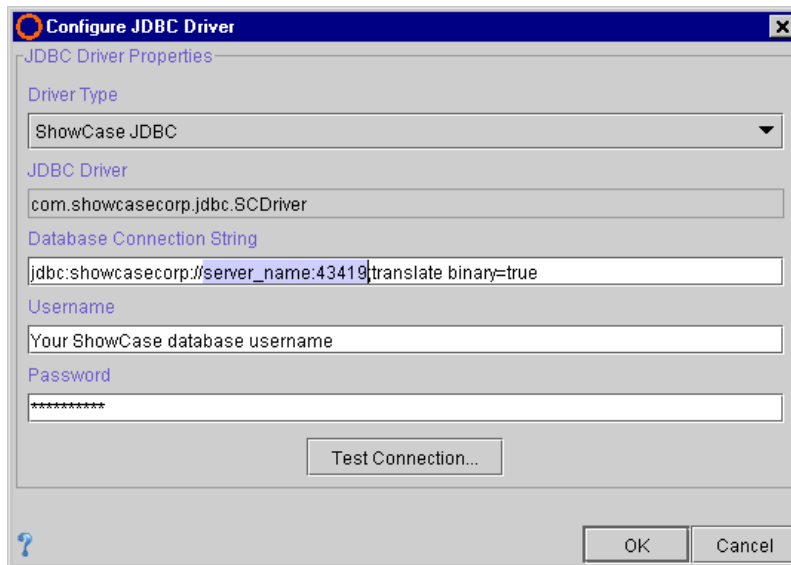 Configure JDBC Driver
JDBC Driver Properties
Driver Type
ShowCase JDBC
JDBC Driver
com.showcasecorp.jdbc.SCDriver
Database Connection String
jdbc:showcasecorp://server_name:43419;translate binary=true
Username
Your ShowCase database username
Password
**********
Test Connection...
OK Cancel